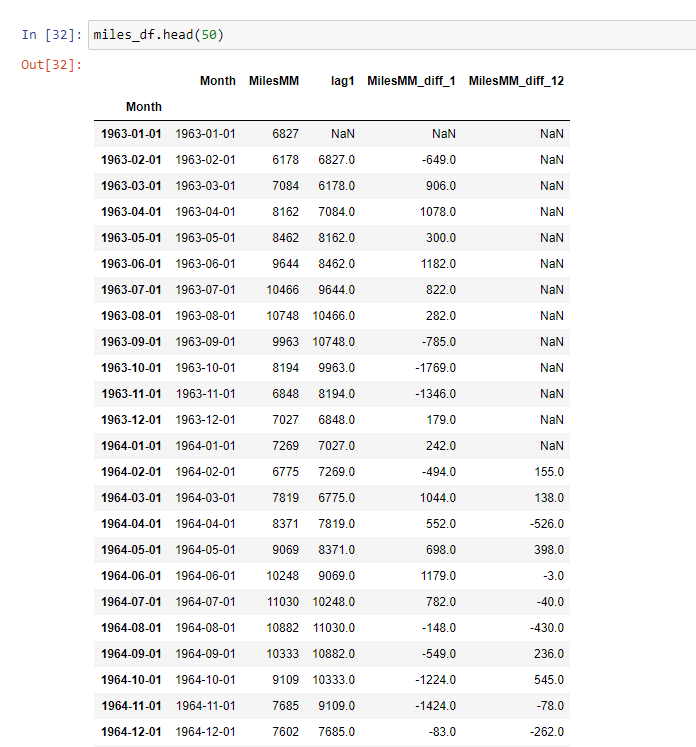 In [32]: miles_df.head(50)
Out[32]:
Month MilesMM lag1 MilesMM_diff_1 MilesMM_diff_12
Month
1963-01-01 1963-01-01 6827 NaN NaN NaN
1963-02-01 1963-02-01 6178 6827.0 -649.0 NaN
1963-03-01 1963-03-01 7084 6178.0 906.0 NaN
1963-04-01 1963-04-01 8162 7084.0 1078.0 NaN
1963-05-01 1963-05-01 8462 8162.0 300.0 NaN
1963-06-01 1963-06-01 9644 8462.0 1182.0 NaN
1963-07-01 1963-07-01 10466 9644.0 822.0 NaN
1963-08-01 1963-08-01 10748 10466.0 282.0 NaN
1963-09-01 1963-09-01 9963 10748.0 -785.0 NaN
1963-10-01 1963-10-01 8194 9963.0 -1769.0 NaN
1963-11-01 1963-11-01 6848 8194.0 -1346.0 NaN
1963-12-01 1963-12-01 7027 6848.0 179.0 NaN
1964-01-01 1964-01-01 7269 7027.0 242.0 NaN
1964-02-01 1964-02-01 6775 7269.0 -494.0 155.0
1964-03-01 1964-03-01 7819 6775.0 1044.0 138.0
1964-04-01 1964-04-01 8371 7819.0 552.0 -526.0
1964-05-01 1964-05-01 9069 8371.0 698.0 398.0
1964-06-01 1964-06-01 10248 9069.0 1179.0 -3.0
1964-07-01 1964-07-01 11030 10248.0 782.0 -40.0
1964-08-01 1964-08-01 10882 11030.0 -148.0 -430.0
1964-09-01 1964-09-01 10333 10882.0 -549.0 236.0
1964-10-01 1964-10-01 9109 10333.0 -1224.0 545.0
1964-11-01 1964-11-01 7685 9109.0 -1424.0 -78.0
1964-12-01 1964-12-01 7602 7685.0 -83.0 -262.0